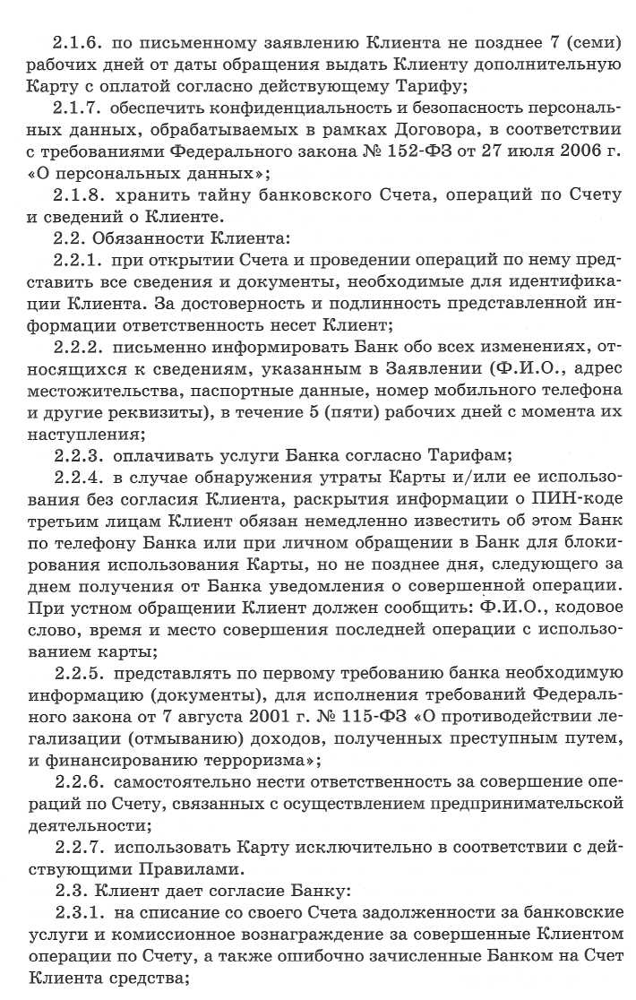 2.1.6. по письменному заявлению Клиента не позднее 7 (семи)
рабочих дней от даты обращения выдать Клиенту дополнительную
Карту с оплатой согласно действующему Тарифу;
2.1.7. обеспечить конфиденциальность и безопасность персональ-
ных данных, обрабатываемых в рамках Договора, в соответствии
с требованиями Федерального закона № 152-ФЗ от 27 июля 2006 г.
«О персональных данных»;
2.1.8. хранить тайну банковского Счета, операций по Счету
и сведений о Клиенте.
2.2. Обязанности Клиента:
2.2.1. при открытии Счета и проведении операций по нему пред-
ставить все сведения и документы, необходимые для идентифика-
ции Клиента. За достоверность и подлинность представленной ин-
формации ответственность несет Клиент;
2.2.2. письменно информировать Банк обо всех изменениях, от-
носящихся к сведениям, указанным в Заявлении (Ф.И.О., адрес
местожительства, паспортные данные, номер мобильного телефона
и другие реквизиты), в течение 5 (пяти) рабочих дней с момента их
наступления;
2.2.3. оплачивать услуги Банка согласно Тарифам;
2.2.4. в случае обнаружения утраты Карты и/или ее использо-
вания без согласия Клиента, раскрытия информации о ПИН-коде
третьим лицам Клиент обязан немедленно известить об этом Банк
по телефону Банка или при личном обращении в Банк для блоки-
рования использования Карты, но не позднее дня, следующего за
днем получения от Банка уведомления о совершенной операции.
При устном обращении Клиент должен сообщить: Ф.И.О., кодовое
слово, время и место совершения последней операции с использо-
ванием карты;
2.2.5. представлять по первому требованию банка необходимую
информацию (документы), для исполнения требований Федераль-
ного закона от 7 августа 2001 г. № 115-ФЗ «О противодействии ле-
гализации (отмыванию) доходов, полученных преступным путем,
и финансированию терроризма»;
2.2.6. самостоятельно нести ответственность за совершение опе-
раций по Счету, связанных с осуществлением предпринимательской
деятельности;
2.2.7. использовать Карту исключительно в соответствии с дей-
ствующими Правилами.
2.3. Клиент дает согласие Банку:
2.3.1. на списание со своего Счета задолженности за банковские
услуги и комиссионное вознаграждение за совершенные Клиентом
операции по Счету, а также ошибочно зачисленные Банком на Счет
Клиента средства;